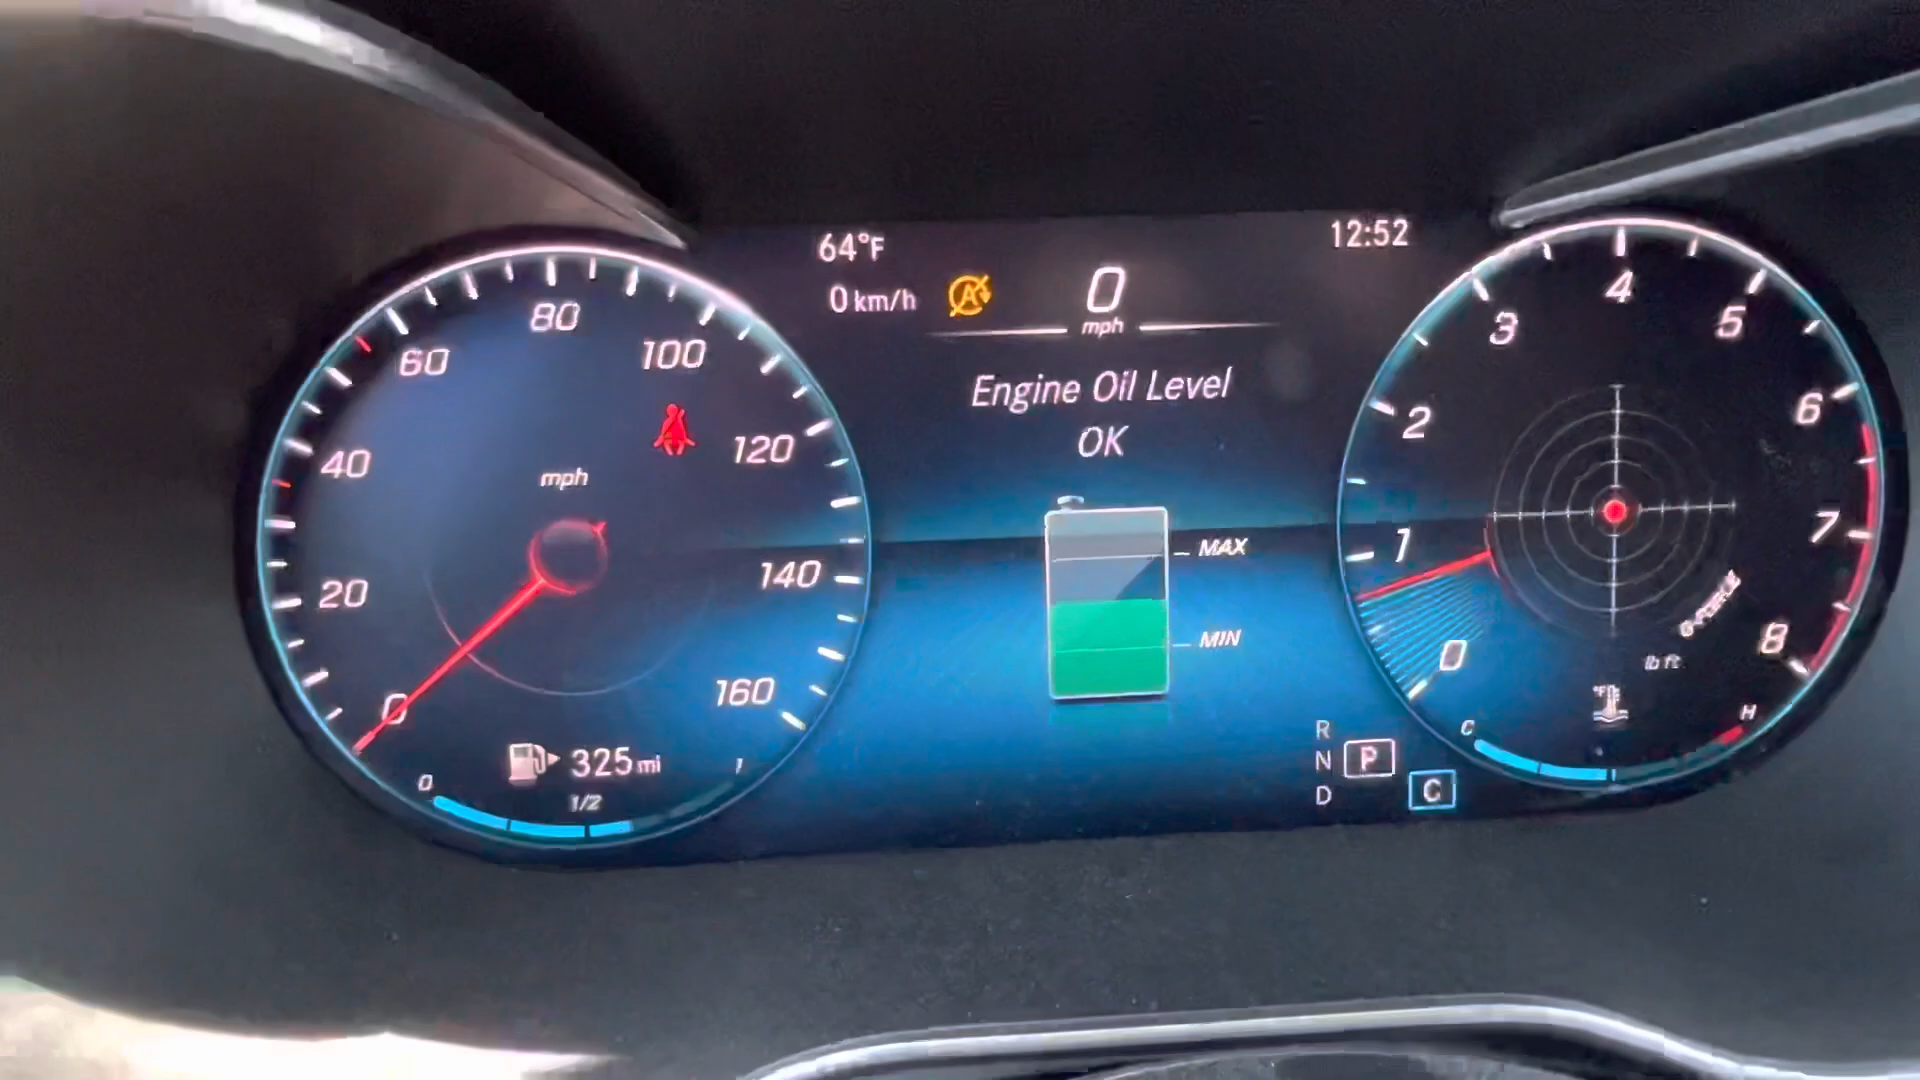 64°F
12:52
0 km/h
0
mph
Engine Oil Level
OK
MAX
MIN
0
20
40
60
80
100
120
140
160
mph
325 mi
0
1/2
1
0
1
2
3
4
5
6
7
8
G-FORCE
lb ft
°F
C
H
R
N
D
P
C